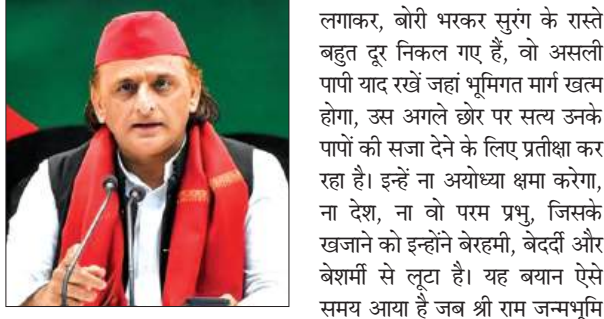 लगाकर, बोरी भरकर सुरंग के रास्ते
बहुत दूर निकल गए हैं, वो असली
पापी याद रखें जहां भूमिगत मार्ग खत्म
होगा, उस अगले छोर पर सत्य उनके
पापों की सजा देने के लिए प्रतीक्षा कर
रहा है। इन्हें ना अयोध्या क्षमा करेगा,
ना देश, ना वो परम प्रभु, जिसके
खजाने को इन्होंने बेरहमी, बेदर्दी और
बेशर्मी से लूटा है। यह बयान ऐसे
समय आया है जब श्री राम जन्मभूमि